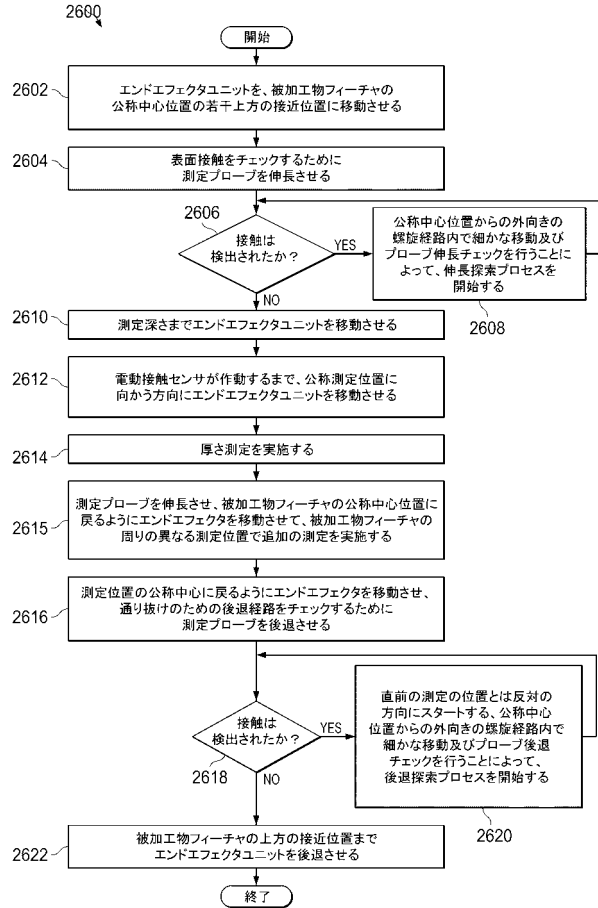 2600
開始
2602
エンドエフェクタユニットを、被加工物フィーチャの
公称中心位置の若干上方の接近位置に移動させる
2604
表面接触をチェックするために
測定プローブを伸長させる
2606
接触は
検出されたか？
YES
NO
公称中心位置からの外向きの
螺旋経路内で細かな移動及び
プローブ伸長チェックを行うことに
よって、伸長探索プロセスを
開始する
2608
2610
測定深さまでエンドエフェクタユニットを移動させる
2612
電動接触センサが作動するまで、公称測定位置に
向かう方向にエンドエフェクタユニットを移動させる
2614
厚さ測定を実施する
2615
測定プローブを伸長させ、被加工物フィーチャの公称中心位置に
戻るようにエンドエフェクタを移動させて、被加工物フィーチャの
周りの異なる測定位置で追加の測定を実施する
2616
測定位置の公称中心に戻るようにエンドエフェクタを移動させ、
通り抜けのための後退経路をチェックするために
測定プローブを後退させる
接触は
検出されたか？
2618
YES
NO
直前の測定の位置とは反対の
方向にスタートする、公称中心
位置からの外向きの螺旋経路内で
細かな移動及びプローブ後退
チェックを行うことによって、
後退探索プロセスを開始する
2620
2622
被加工物フィーチャの上方の接近位置まで
エンドエフェクタユニットを後退させる
終了